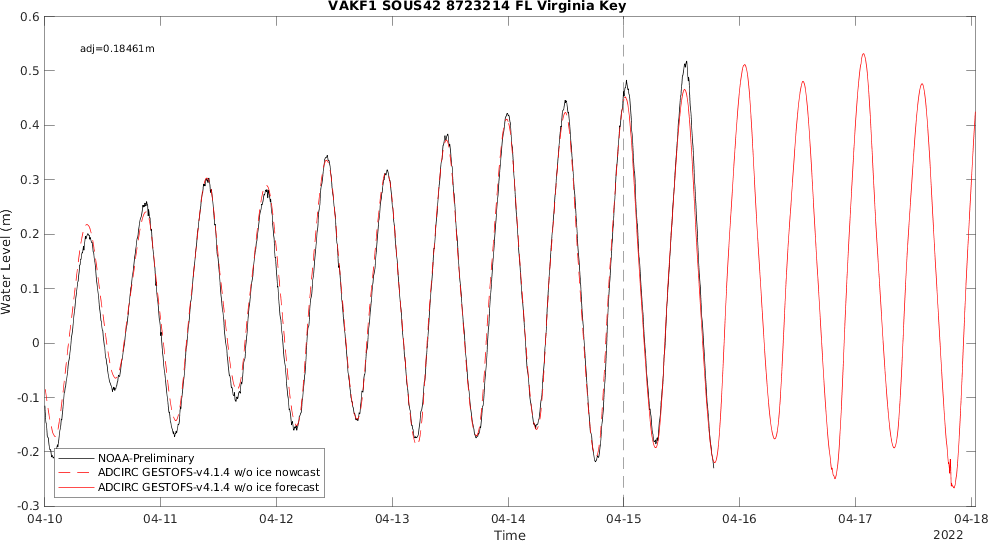 VAKF1 SOUS42 8723214 FL Virginia Key
adj=0.18461m
Water Level (m)
0.6
0.5
0.4
0.3
0.2
0.1
0
-0.1
-0.2
-0.3
NOAA-Preliminary
ADCIRC GESTOFS-v4.1.4 w/o ice nowcast
ADCIRC GESTOFS-v4.1.4 w/o ice forecast
04-10 04-11 04-12 04-13 04-14 04-15 04-16 04-17 04-18
Time
2022